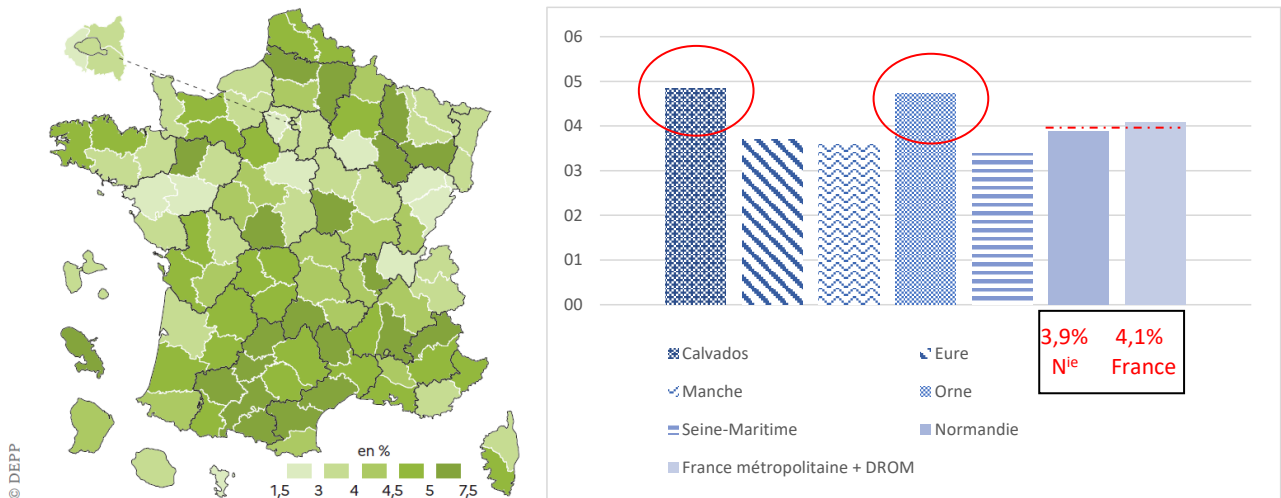 © DEPP
en %
1,5 3 4 4,5 5 7,5
06
05
04
03
02
01
00
Calvados
Eure
Manche
Orne
Seine-Maritime
Normandie
France métropolitaine + DROM
3,9% 4,1%
Nie France